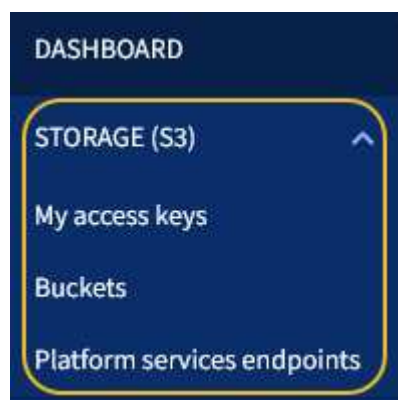 DASHBOARD
STORAGE (S3)
My access keys
Buckets
Platform services endpoints